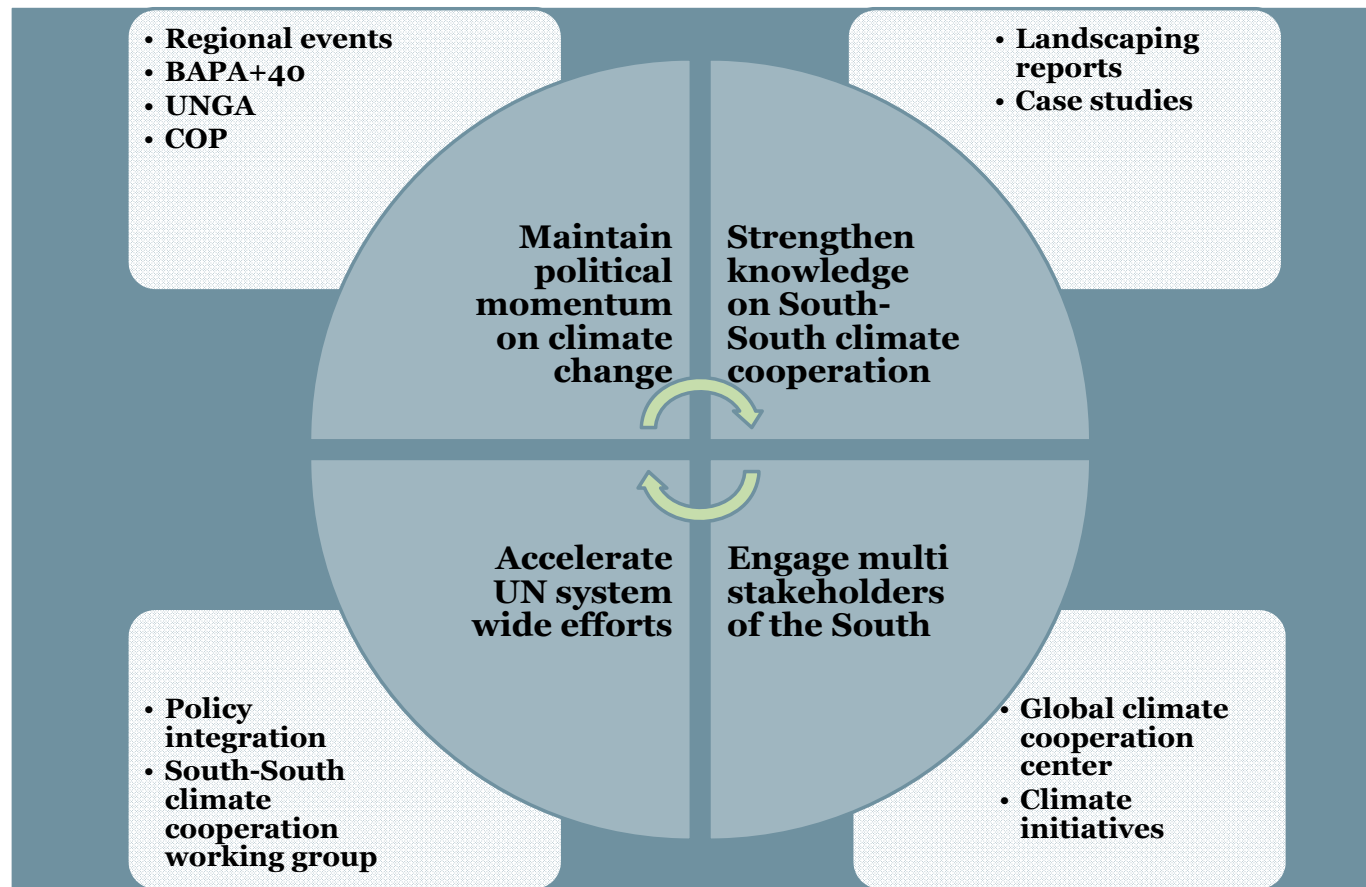 • Regional events
• BAPA+40
• UNGA
• COP
• Landscaping
reports
• Case studies
Maintain
political
momentum
on climate
change
Strengthen
knowledge
on South-
South climate
cooperation
Accelerate
UN system
wide efforts
Engage multi
stakeholders
of the South
• Policy
integration
• South-South
climate
cooperation
working group
• Global climate
cooperation
center
• Climate
initiatives